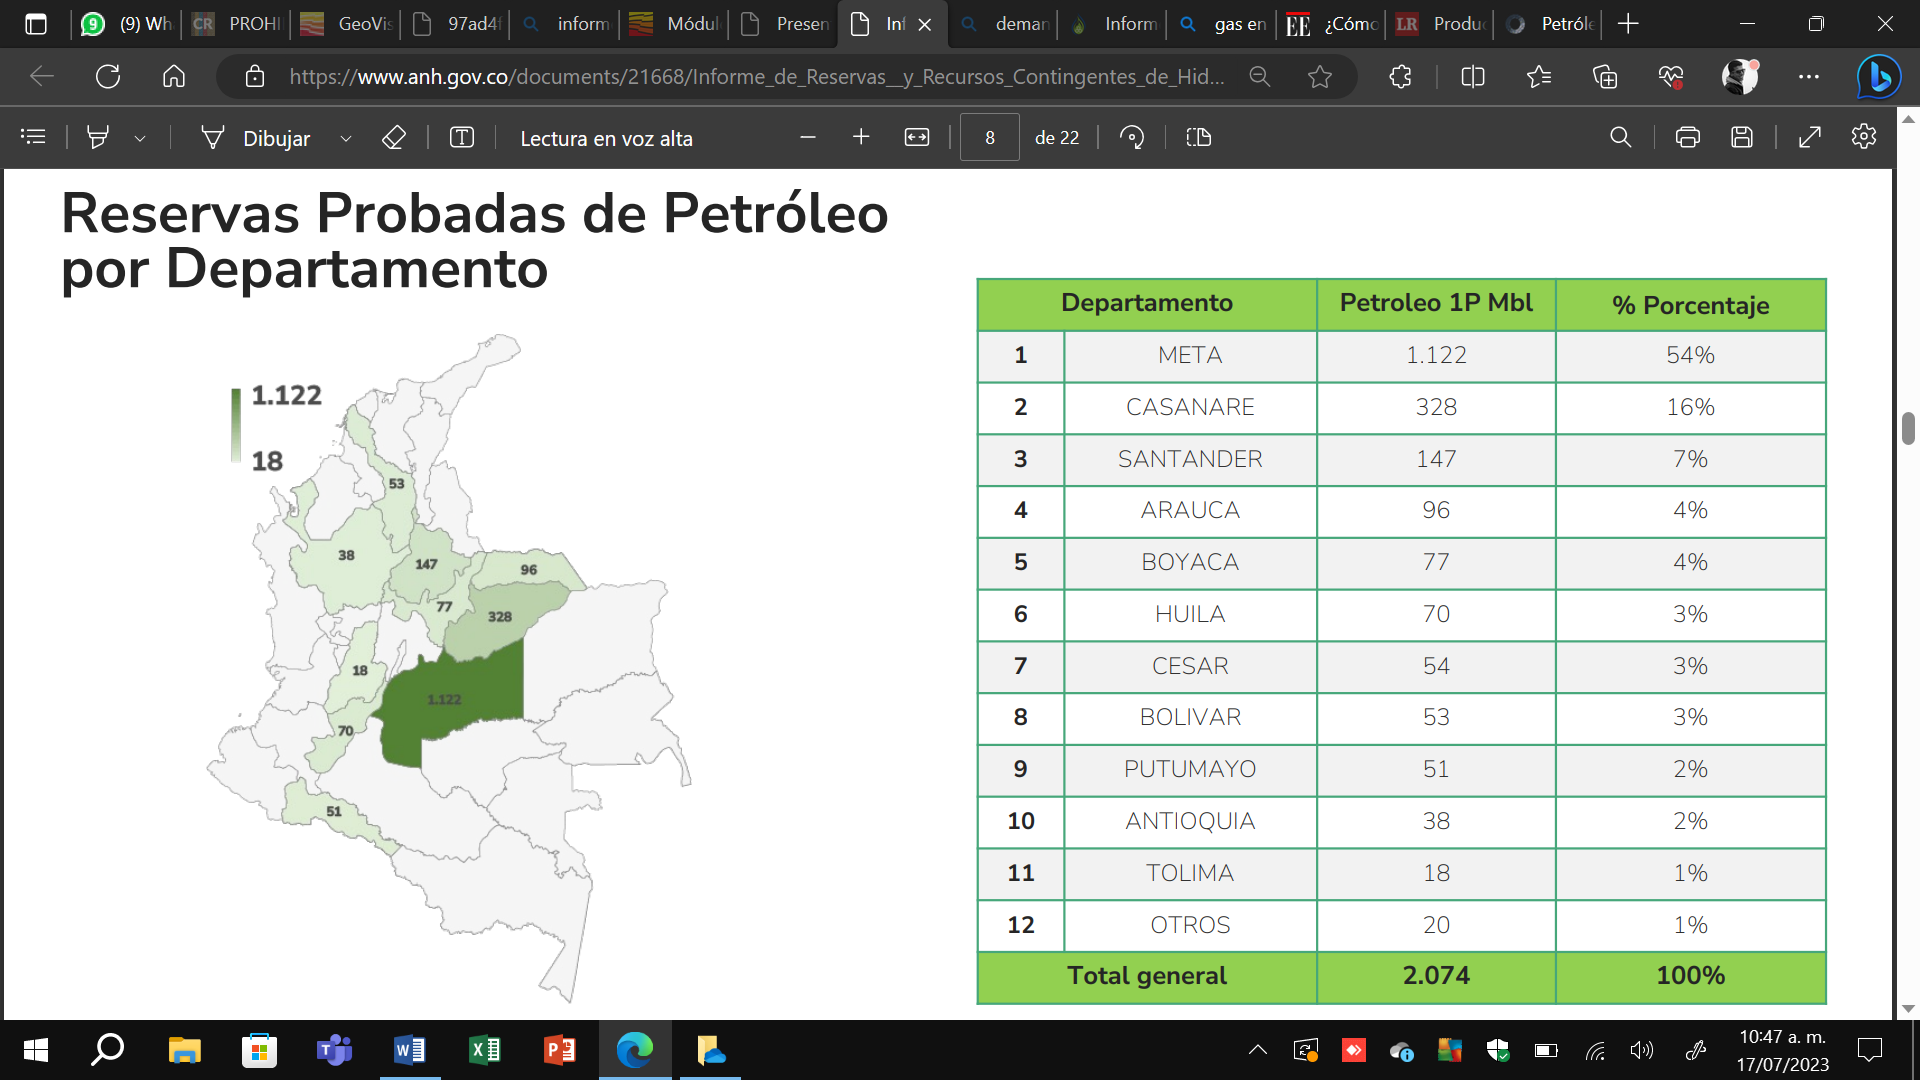 (9) Wh
PROHI
GeoVis
97ad4f
inform
Módul
Presen
Inf
deman
Inform
gas en
¿Cómo
Produc
Petróle
https://www.anh.gov.co/documents/21668/Informe_de_Reservas__y_Recursos_Contingentes_de_Hid...
Dibujar
Lectura en voz alta
8 de 22
Reservas Probadas de Petróleo
por Departamento
1.122
18
53
38
147
96
77
328
18
1.122
70
51
Departamento Petroleo 1P Mbl % Porcentaje
1 META 1.122 54%
2 CASANARE 328 16%
3 SANTANDER 147 7%
4 ARAUCA 96 4%
5 BOYACA 77 4%
6 HUILA 70 3%
7 CESAR 54 3%
8 BOLIVAR 53 3%
9 PUTUMAYO 51 2%
10 ANTIOQUIA 38 2%
11 TOLIMA 18 1%
12 OTROS 20 1%
Total general 2.074 100%
10:47 a. m.
17/07/2023